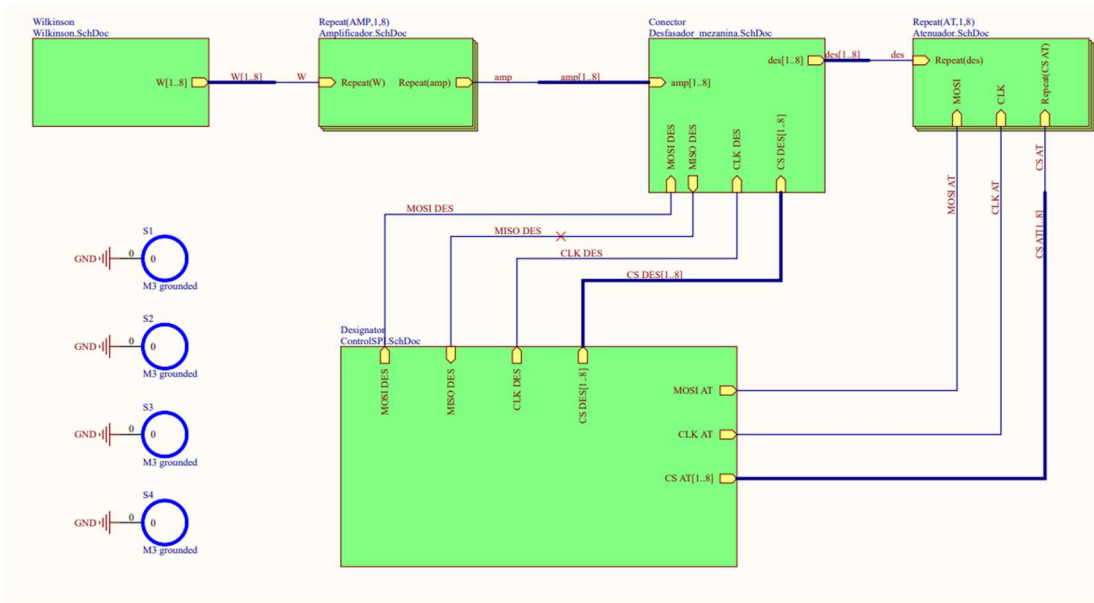 Wilkinson
Wilkinson.SchDoc
W[1..8]
W[1..8]
W
Repeat(AMP,1,8)
Amplificador.SchDoc
Repeat(W)
Repeat(amp)
amp
amp[1..8]
Conector
Desfasador_mezanina.SchDoc
amp[1..8]
des[1..8]
MOSI DES
MISO DES
CLK DES
CS DES[1..8]
des[1..8]
des
Repeat(AT,1,8)
Atenuador.SchDoc
Repeat(des)
MOSI
CLK
Repeat(CS AT)
MOSI AT
CLK AT
CS AT
CS AT[1..8]
MOSI DES
MISO DES
CLK DES
CS DES[1..8]
S1
GND
0
0
M3 grounded
S2
GND
0
0
M3 grounded
S3
GND
0
0
M3 grounded
S4
GND
0
0
M3 grounded
Designator
ControlSPI.SchDoc
MOSI DES
MISO DES
CLK DES
CS DES[1..8]
MOSI AT
CLK AT
CS AT[1..8]